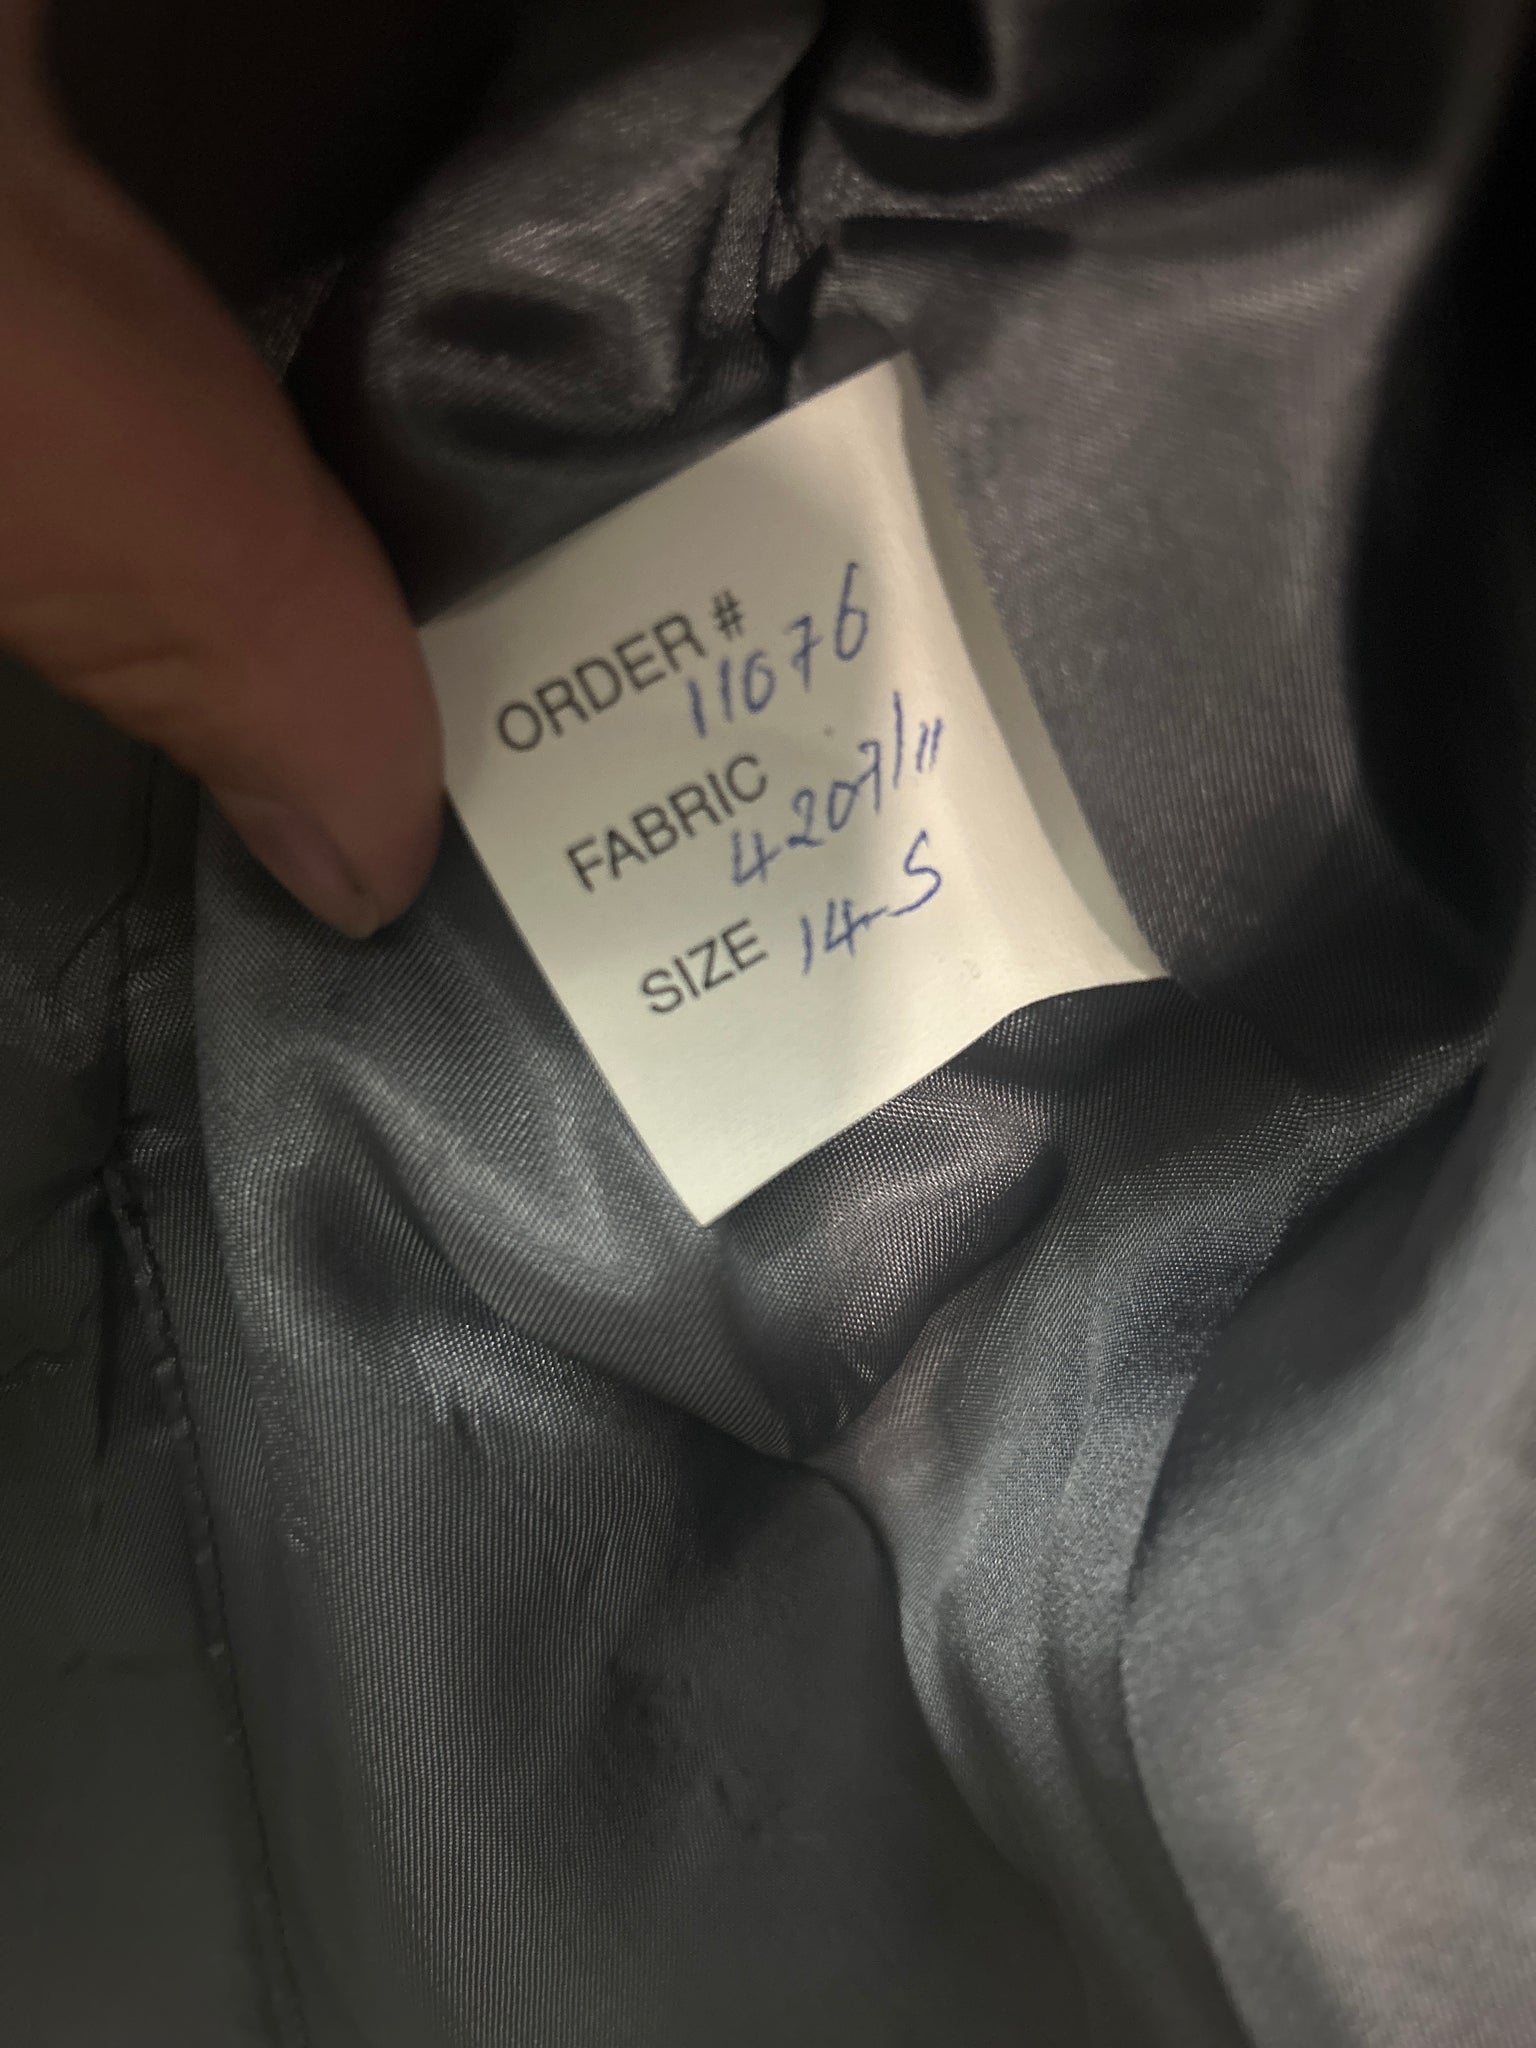 ORDER #
11076
FABRIC
4207/11
SIZE 14-S